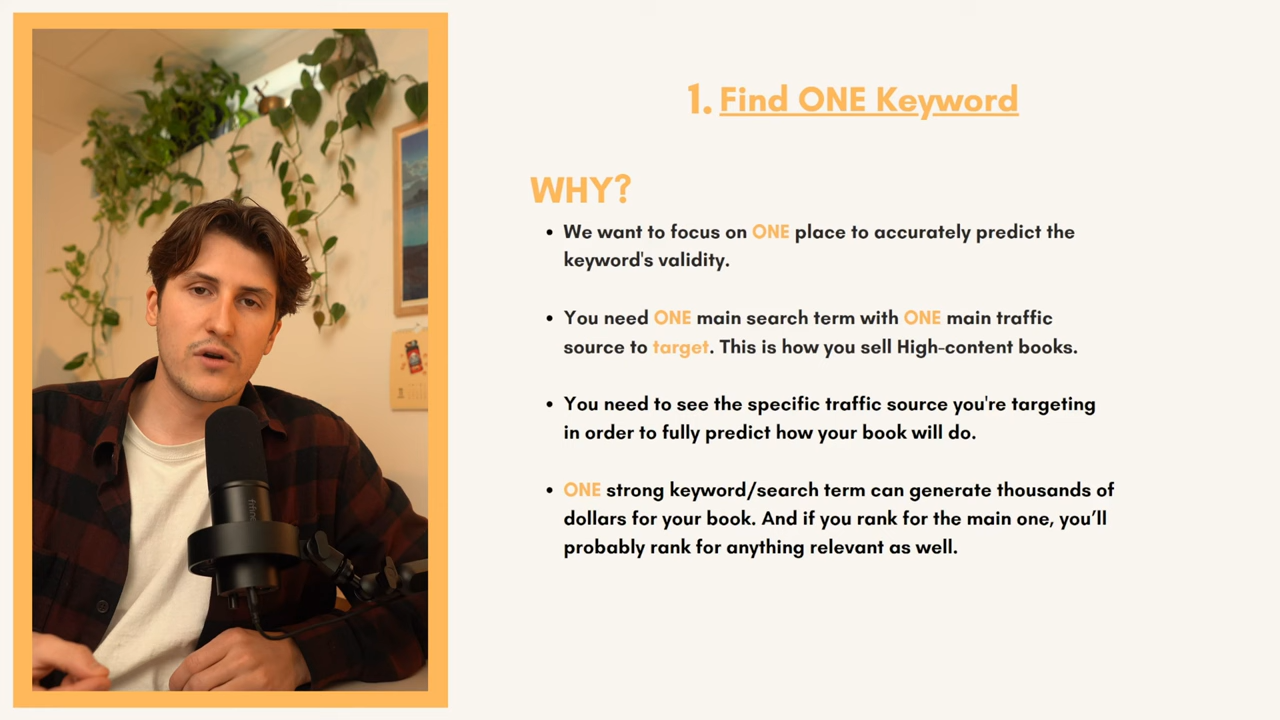 1. Find ONE Keyword
WHY?
• We want to focus on ONE place to accurately predict the
keyword's validity.
• You need ONE main search term with ONE main traffic
source to target. This is how you sell High-content books.
• You need to see the specific traffic source you're targeting
in order to fully predict how your book will do.
• ONE strong keyword/search term can generate thousands of
dollars for your book. And if you rank for the main one, you’ll
probably rank for anything relevant as well.